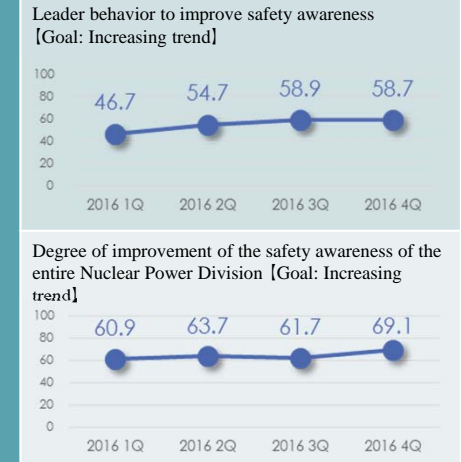 Leader behavior to improve safety awareness
【Goal: Increasing trend】
100
80
60
40
20
0
46.7 54.7 58.9 58.7
2016 1Q 2016 2Q 2016 3Q 2016 4Q
Degree of improvement of the safety awareness of the
entire Nuclear Power Division【Goal: Increasing
trend】
100
80
60
40
20
0
60.9 63.7 61.7 69.1
2016 1Q 2016 2Q 2016 3Q 2016 4Q